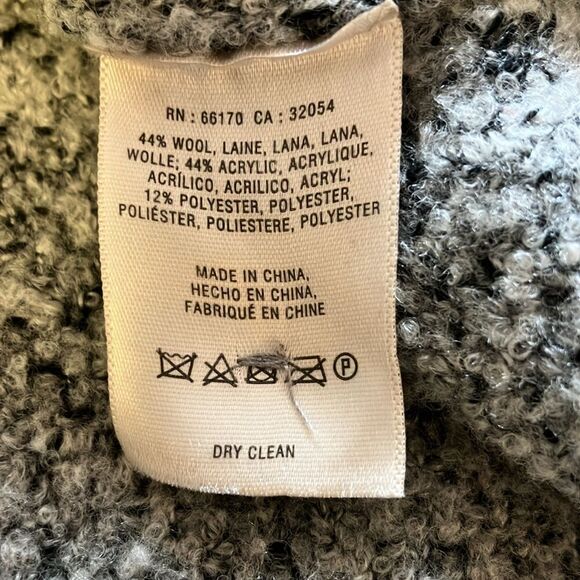 RN : 66170 CA : 32054
44% WOOL, LAINE, LANA, LANA,
WOLLE; 44% ACRYLIC, ACRYLIQUE,
ACRÍLICO, ACRILICO, ACRYL;
12% POLYESTER, POLYESTER,
POLIÉSTER, POLIESTERE, POLYESTER
MADE IN CHINA,
HECHO EN CHINA,
FABRIQUÉ EN CHINE
P
DRY CLEAN